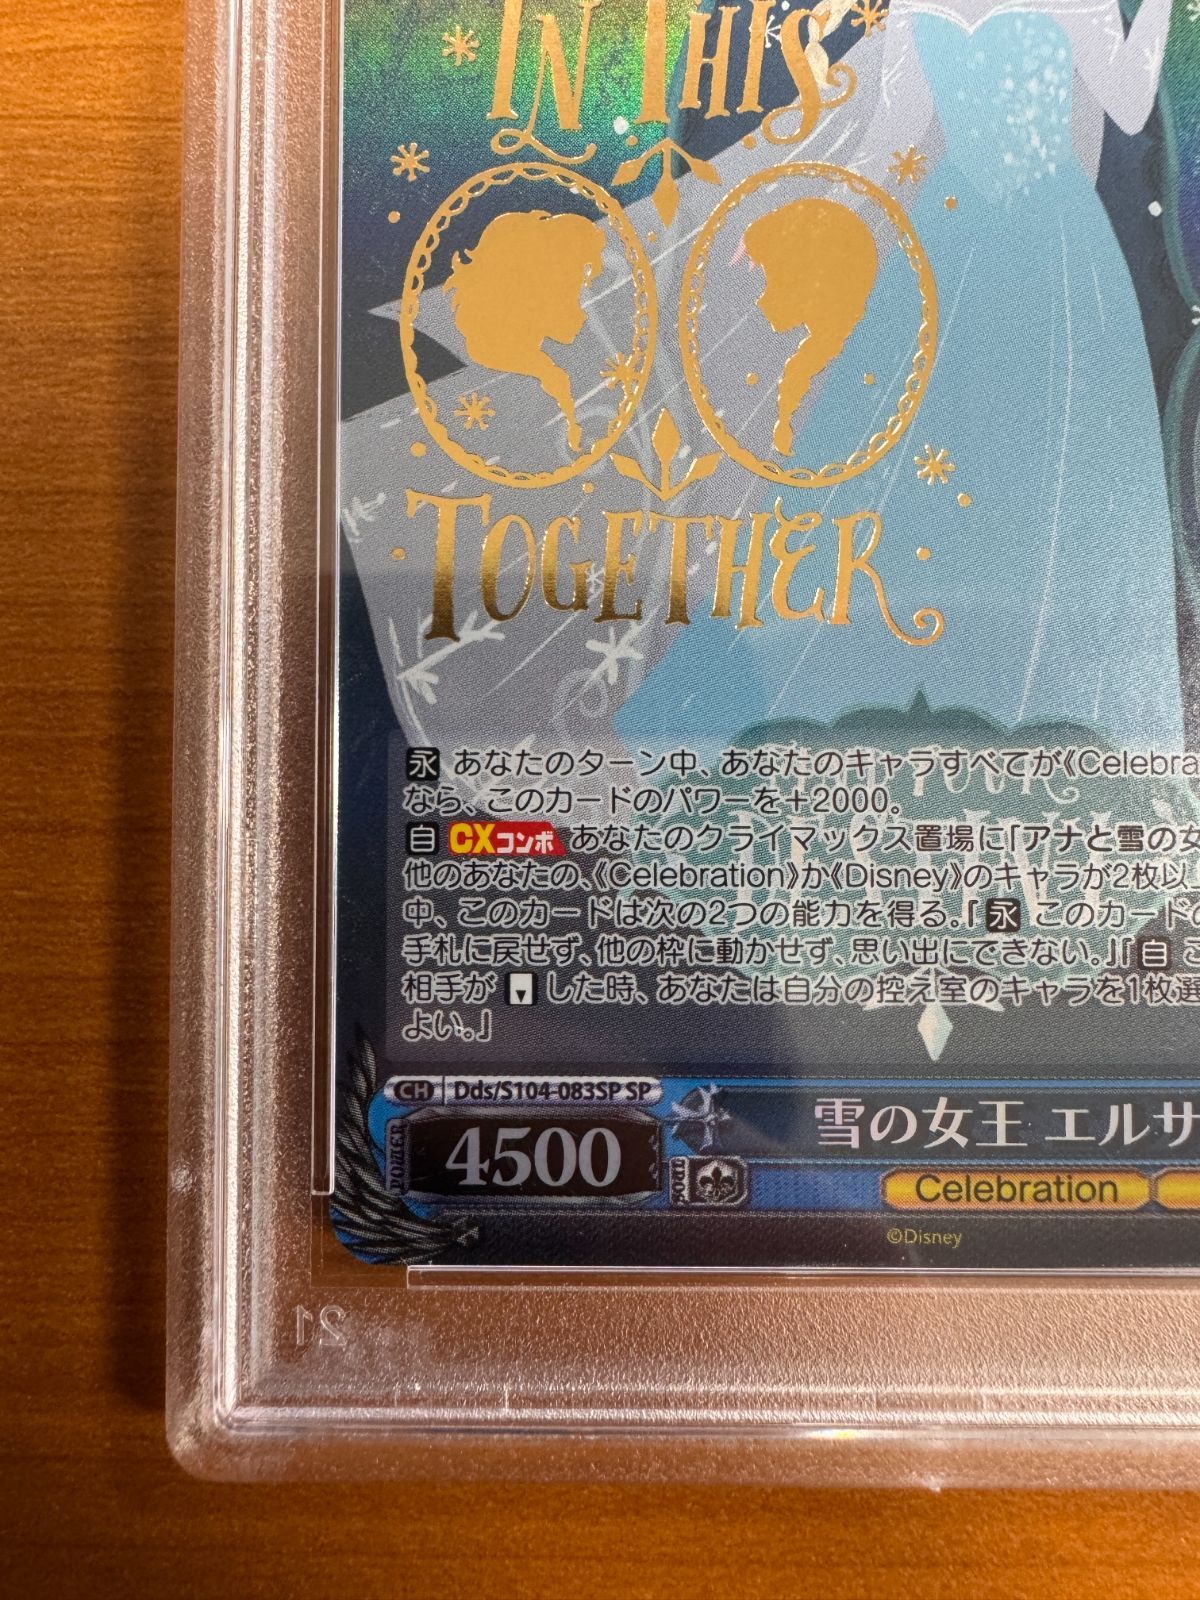 IN THIS
TOGETHER
永 あなたのターン中、あなたのキャラすべてが《Celebra
なら、このカードのパワーを+2000。
自 CXコンボ あなたのクライマックス置場に「アナと雪の女
他のあなたの、《Celebration》か《Disney》のキャラが2枚以
中、このカードは次の2つの能力を得る。「永 このカード
手札に戻せず、他の枠に動かせず、思い出にできない。」「自 こ
相手が した時、あなたは自分の控え室のキャラを1枚選
よい。」
CH Dds/S104-083SP SP
POWER 4500
雪の女王 エルサ
SOUL
Celebration
©Disney
21